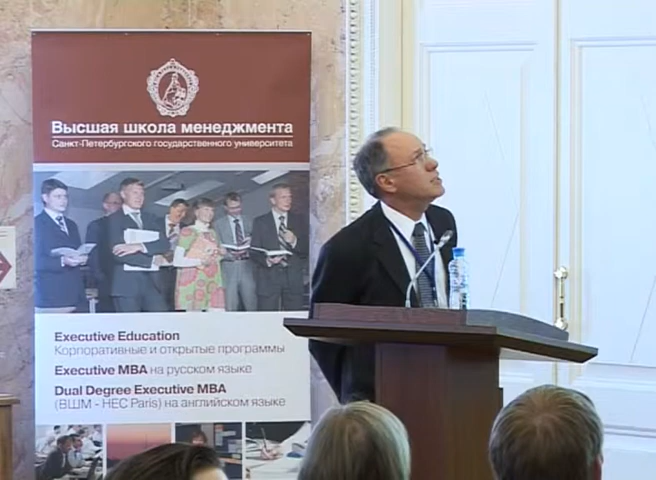 Высшая школа менеджмента
Санкт-Петербургского государственного университета
Executive Education
Корпоративные и открытые программы
Executive MBA на русском языке
Dual Degree Executive MBA
(ВШМ - HEC Paris) на английском языке